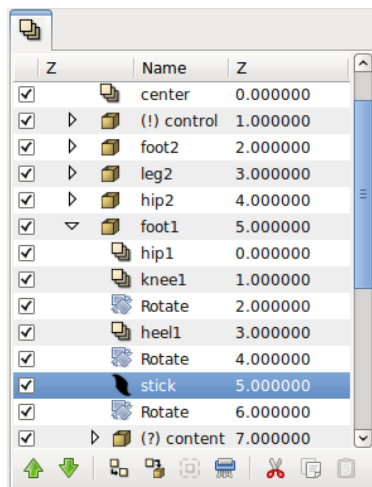 Z Name Z
center 0.000000
(!) control 1.000000
foot2 2.000000
leg2 3.000000
hip2 4.000000
foot1 5.000000
hip1 0.000000
knee1 1.000000
Rotate 2.000000
heel1 3.000000
Rotate 4.000000
stick 5.000000
Rotate 6.000000
(?) content 7.000000